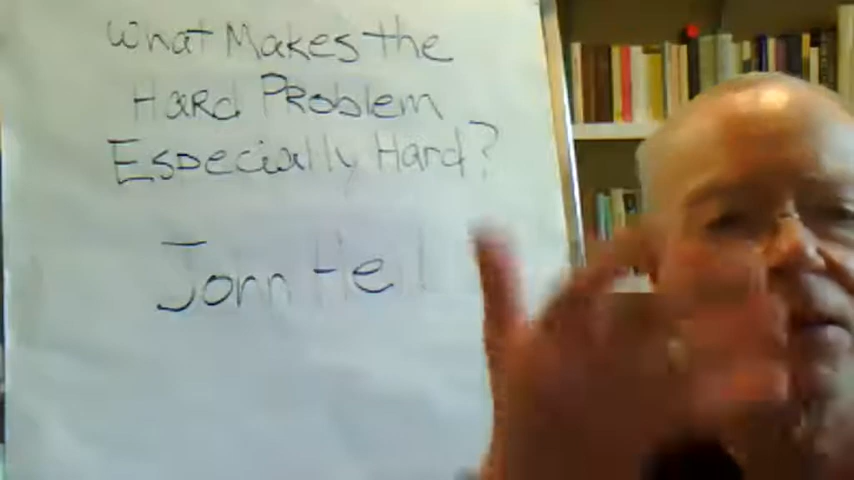 What Makes the
Hard Problem
Especially Hard?
John Heil